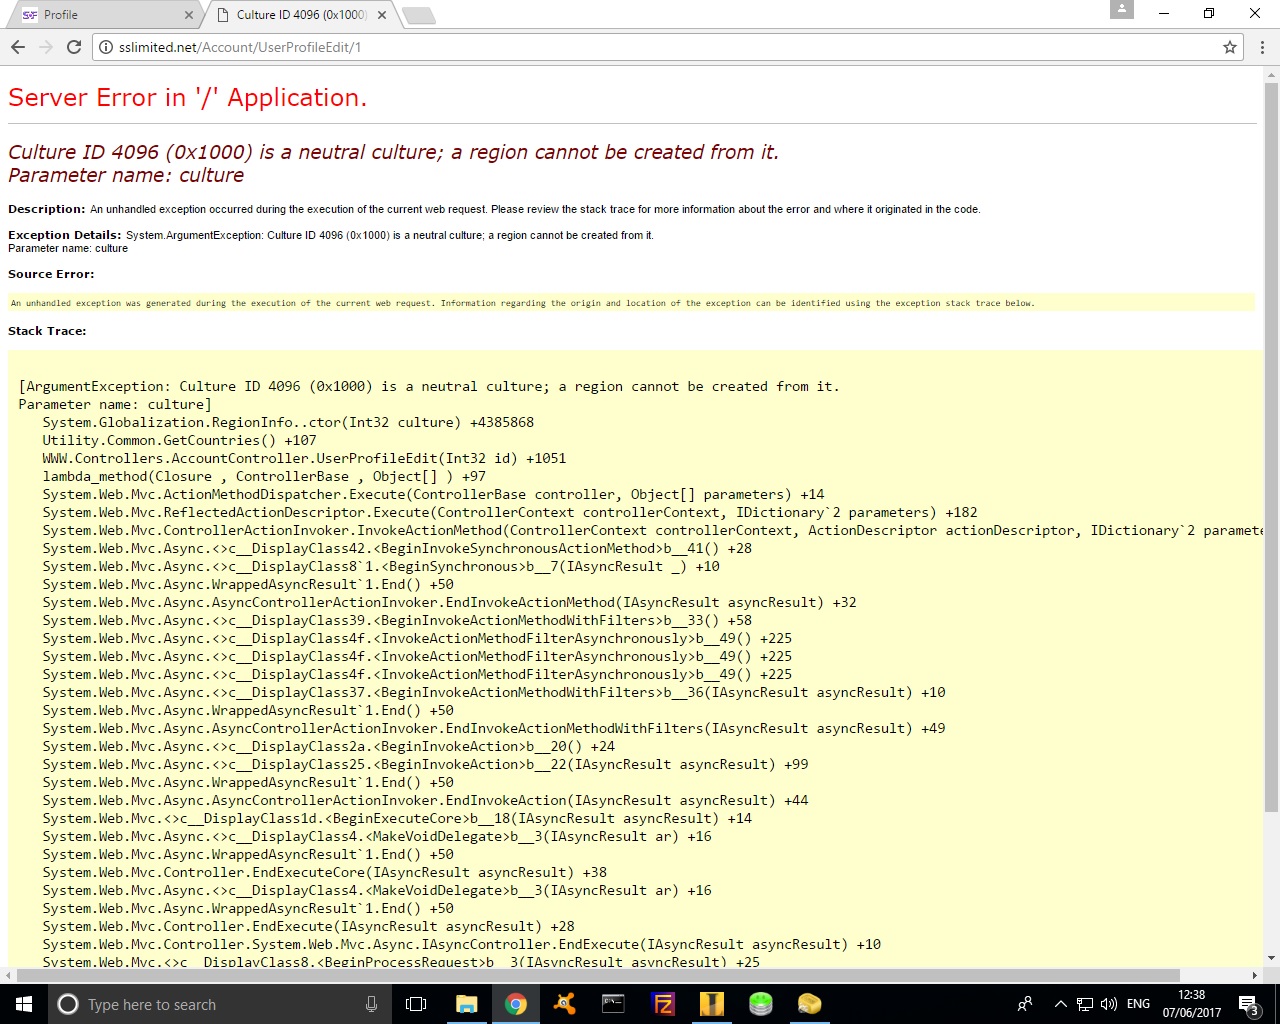 S&F Profile
Culture ID 4096 (0x1000)
sslimited.net/Account/UserProfileEdit/1
Server Error in '/' Application.
Culture ID 4096 (0x1000) is a neutral culture; a region cannot be created from it.
Parameter name: culture
Description: An unhandled exception occurred during the execution of the current web request. Please review the stack trace for more information about the error and where it originated in the code.
Exception Details: System.ArgumentException: Culture ID 4096 (0x1000) is a neutral culture; a region cannot be created from it.
Parameter name: culture
Source Error:
An unhandled exception was generated during the execution of the current web request. Information regarding the origin and location of the exception can be identified using the exception stack trace below.
Stack Trace:
[ArgumentException: Culture ID 4096 (0x1000) is a neutral culture; a region cannot be created from it.
Parameter name: culture]
System.Globalization.RegionInfo..ctor(Int32 culture) +4385868
Utility.Common.GetCountries() +107
WWW.Controllers.AccountController.UserProfileEdit(Int32 id) +1051
lambda_method(Closure , ControllerBase , Object[] ) +97
System.Web.Mvc.ActionMethodDispatcher.Execute(ControllerBase controller, Object[] parameters) +14
System.Web.Mvc.ReflectedActionDescriptor.Execute(ControllerContext controllerContext, IDictionary`2 parameters) +182
System.Web.Mvc.ControllerActionInvoker.InvokeActionMethod(ControllerContext controllerContext, ActionDescriptor actionDescriptor, IDictionary`2 paramete
System.Web.Mvc.Async.<>c__DisplayClass42.<BeginInvokeSynchronousActionMethod>b__41() +28
System.Web.Mvc.Async.<>c__DisplayClass8`1.<BeginSynchronous>b__7(IAsyncResult _) +10
System.Web.Mvc.Async.WrappedAsyncResult`1.End() +50
System.Web.Mvc.Async.AsyncControllerActionInvoker.EndInvokeActionMethod(IAsyncResult asyncResult) +32
System.Web.Mvc.Async.<>c__DisplayClass39.<BeginInvokeActionMethodWithFilters>b__33() +58
System.Web.Mvc.Async.<>c__DisplayClass4f.<InvokeActionMethodFilterAsynchronously>b__49() +225
System.Web.Mvc.Async.<>c__DisplayClass4f.<InvokeActionMethodFilterAsynchronously>b__49() +225
System.Web.Mvc.Async.<>c__DisplayClass4f.<InvokeActionMethodFilterAsynchronously>b__49() +225
System.Web.Mvc.Async.<>c__DisplayClass37.<BeginInvokeActionMethodWithFilters>b__36(IAsyncResult asyncResult) +10
System.Web.Mvc.Async.WrappedAsyncResult`1.End() +50
System.Web.Mvc.Async.AsyncControllerActionInvoker.EndInvokeActionMethodWithFilters(IAsyncResult asyncResult) +49
System.Web.Mvc.Async.<>c__DisplayClass2a.<BeginInvokeAction>b__20() +24
System.Web.Mvc.Async.<>c__DisplayClass25.<BeginInvokeAction>b__22(IAsyncResult asyncResult) +99
System.Web.Mvc.Async.WrappedAsyncResult`1.End() +50
System.Web.Mvc.Async.AsyncControllerActionInvoker.EndInvokeAction(IAsyncResult asyncResult) +44
System.Web.Mvc.<>c__DisplayClass1d.<BeginExecuteCore>b__18(IAsyncResult asyncResult) +14
System.Web.Mvc.Async.<>c__DisplayClass4.<MakeVoidDelegate>b__3(IAsyncResult ar) +16
System.Web.Mvc.Async.WrappedAsyncResult`1.End() +50
System.Web.Mvc.Controller.EndExecuteCore(IAsyncResult asyncResult) +38
System.Web.Mvc.Async.<>c__DisplayClass4.<MakeVoidDelegate>b__3(IAsyncResult ar) +16
System.Web.Mvc.Async.WrappedAsyncResult`1.End() +50
System.Web.Mvc.Controller.EndExecute(IAsyncResult asyncResult) +28
System.Web.Mvc.Controller.System.Web.Mvc.Async.IAsyncController.EndExecute(IAsyncResult asyncResult) +10
System.Web.Mvc.<>c__DisplayClass8.<BeginProcessRequest>b__3(IAsyncResult asyncResult) +25
Type here to search
ENG
12:38
07/06/2017
3